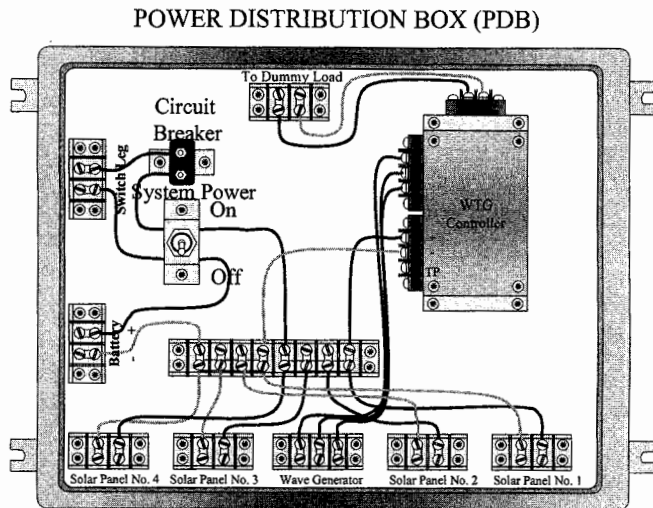 POWER DISTRIBUTION BOX (PDB)
To Dummy Load
Circuit
Breaker
Switch Leg
System Power
On
Off
WTG
Controller
TP
Battery
+
-
Solar Panel No. 4
Solar Panel No. 3
Wave Generator
Solar Panel No. 2
Solar Panel No. 1